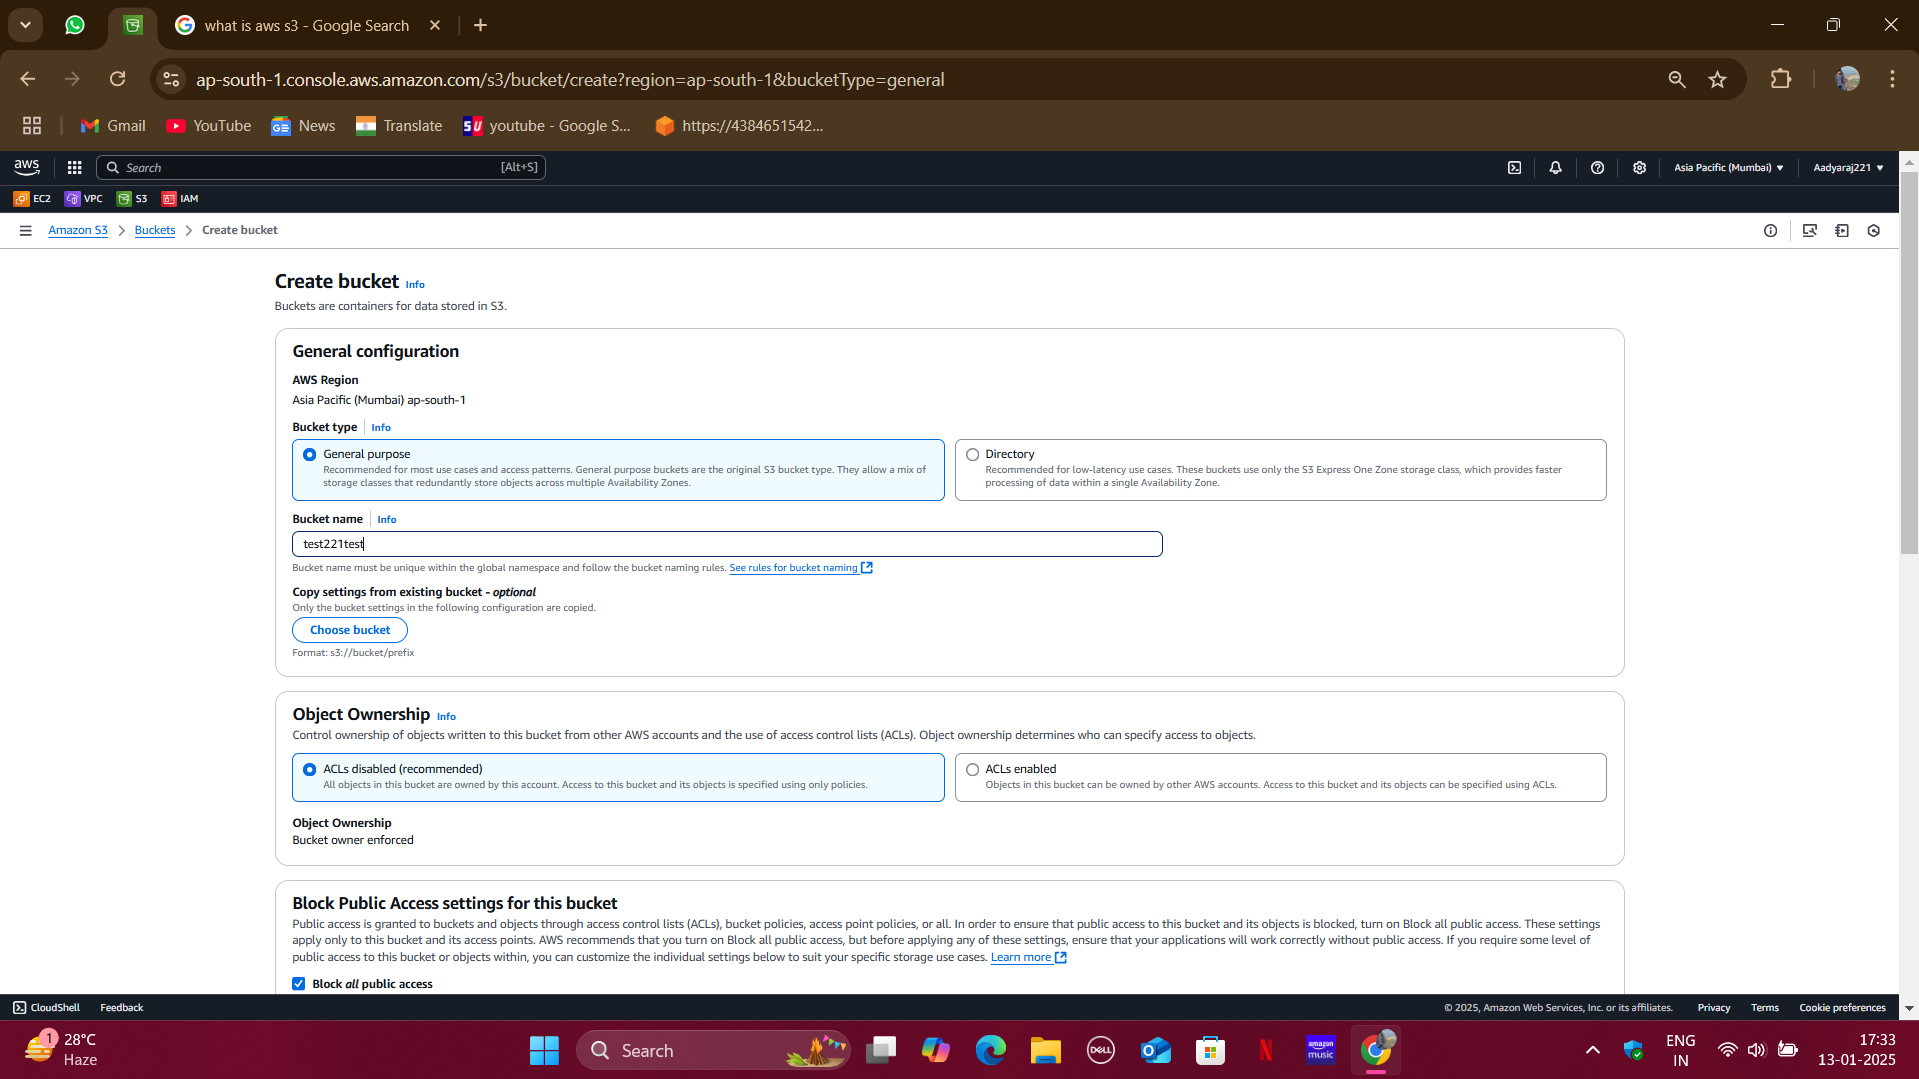 what is aws s3 - Google Search
ap-south-1.console.aws.amazon.com/s3/bucket/create?region=ap-south-1&bucketType=general
Gmail
YouTube
GE
News
Translate
SU
youtube - Google S...
https://4384651542...
aws
Search
[Alt+S]
Asia Pacific (Mumbai)
Aadyaraj221
EC2
VPC
S3
IAM
Amazon S3
Buckets
Create bucket
Create bucket Info
Buckets are containers for data stored in S3.
General configuration
AWS Region
Asia Pacific (Mumbai) ap-south-1
Bucket type Info
General purpose
Recommended for most use cases and access patterns. General purpose buckets are the original S3 bucket type. They allow a mix of
storage classes that redundantly store objects across multiple Availability Zones.
Directory
Recommended for low-latency use cases. These buckets use only the S3 Express One Zone storage class, which provides faster
processing of data within a single Availability Zone.
Bucket name Info
test221test
Bucket name must be unique within the global namespace and follow the bucket naming rules. See rules for bucket naming
Copy settings from existing bucket - optional
Only the bucket settings in the following configuration are copied.
Choose bucket
Format: s3://bucket/prefix
Object Ownership Info
Control ownership of objects written to this bucket from other AWS accounts and the use of access control lists (ACLs). Object ownership determines who can specify access to objects.
ACLs disabled (recommended)
All objects in this bucket are owned by this account. Access to this bucket and its objects is specified using only policies.
ACLs enabled
Objects in this bucket can be owned by other AWS accounts. Access to this bucket and its objects can be specified using ACLs.
Object Ownership
Bucket owner enforced
Block Public Access settings for this bucket
Public access is granted to buckets and objects through access control lists (ACLs), bucket policies, access point policies, or all. In order to ensure that public access to this bucket and its objects is blocked, turn on Block all public access. These settings
apply only to this bucket and its access points. AWS recommends that you turn on Block all public access, but before applying any of these settings, ensure that your applications will work correctly without public access. If you require some level of
public access to this bucket or objects within, you can customize the individual settings below to suit your specific storage use cases. Learn more
Block all public access
CloudShell
Feedback
© 2025, Amazon Web Services, Inc. or its affiliates.
Privacy
Terms
Cookie preferences
1
28°C
Haze
Search
DELL
amazon
music
ENG
IN
17:33
13-01-2025